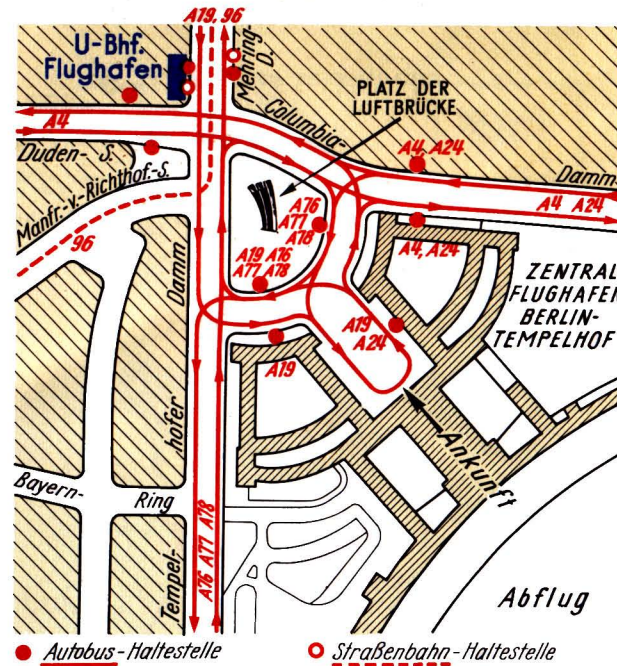 A19, 96
U-Bhf.
Flughafen
Mehring-
D.
PLATZ DER
LUFTBRÜCKE
Columbia-
A4
A4, A24
Düden- S.
Damm
Manfr.-v.-Richthof.-S.
A76
A77
A78
A4 A24
96
A19 A76
A77 A78
A4, A24
Damm
ZENTRAL
FLUGHAFEN
BERLIN-
TEMPELHOF
A19
A24
A19
hofer
Ankunft
Bayern-
Ring
Tempel-
A76 A77 A78
Abflug
Autobus-Haltestelle
Straßenbahn-Haltestelle